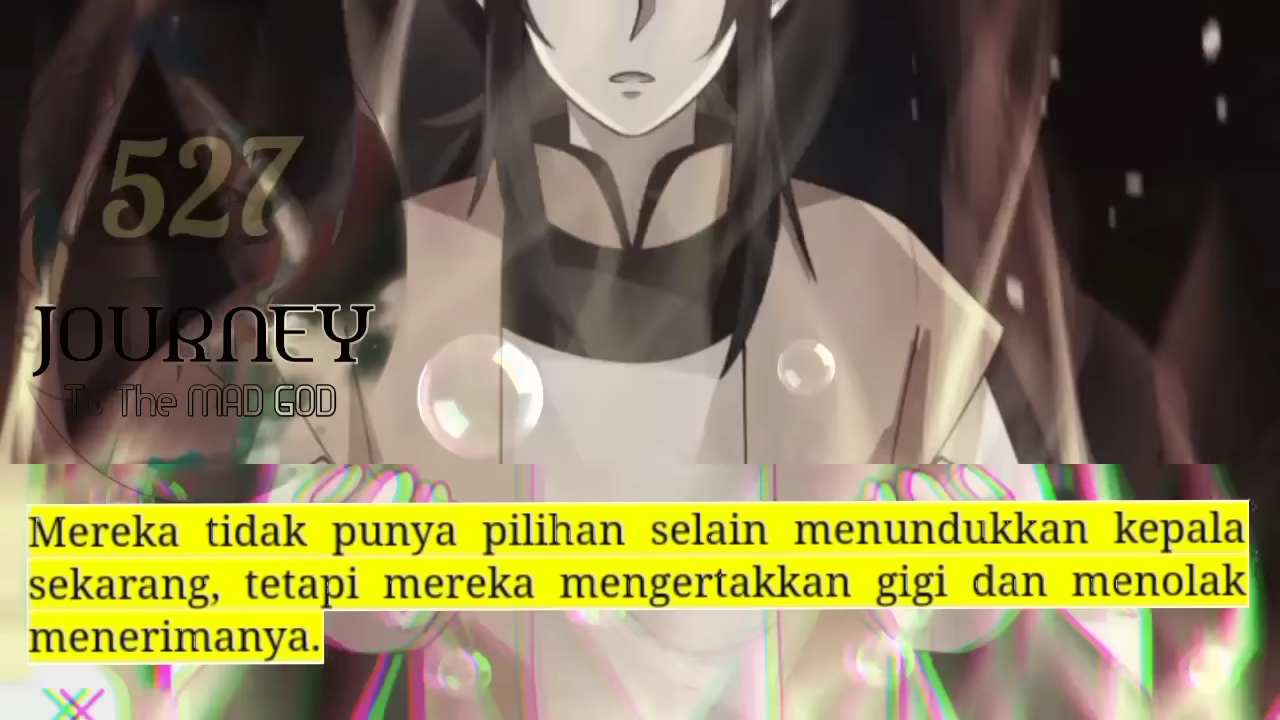 527
JOURNEY
To The MAD GOD
Mereka tidak punya pilihan selain menundukkan kepala
sekarang, tetapi mereka mengertakkan gigi dan menolak
menerimanya.